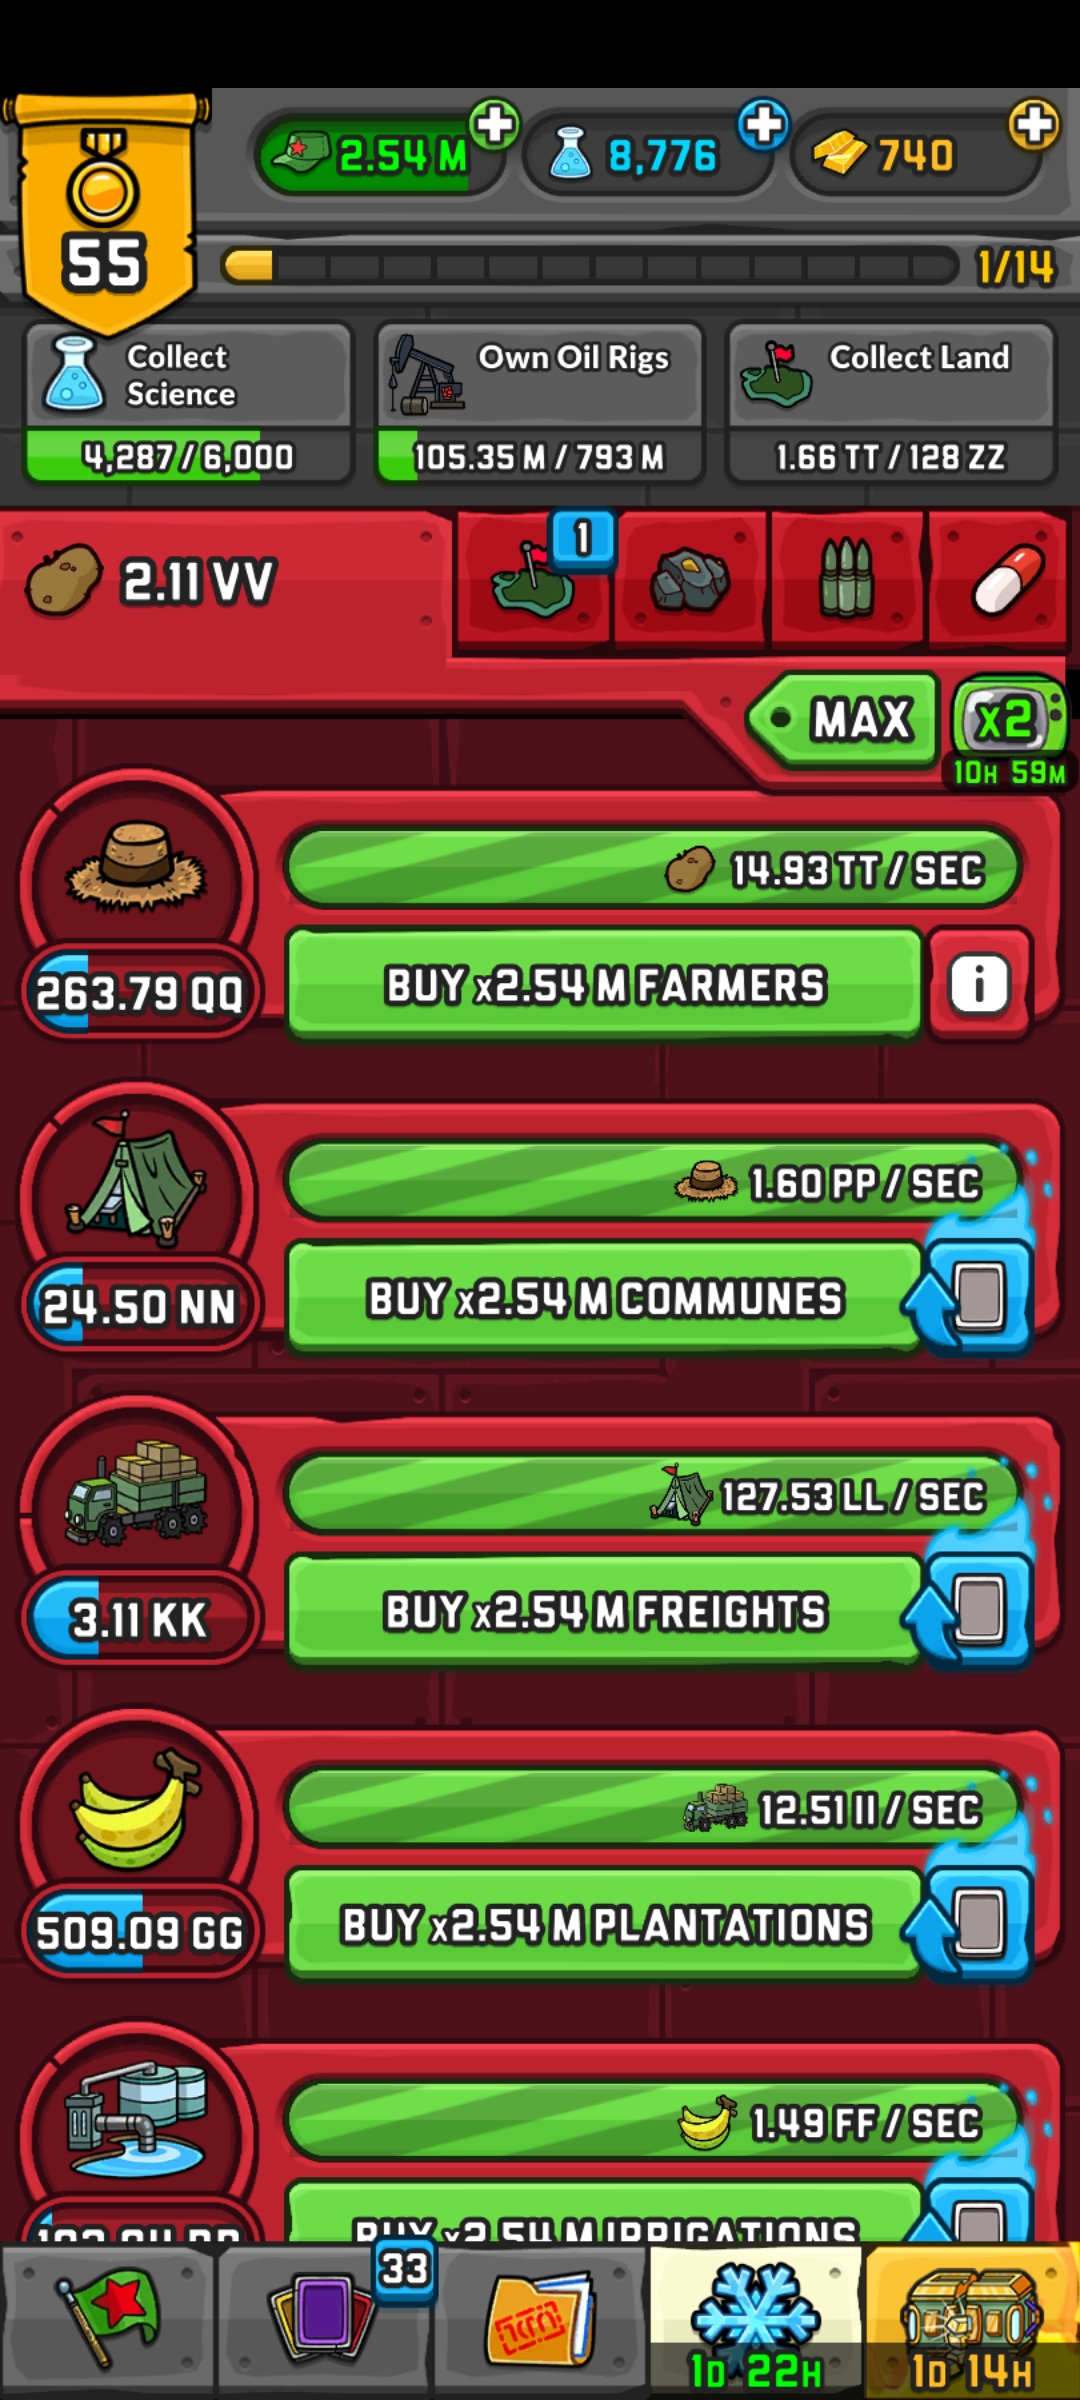 55
2.54 M
8,776
740
1/14
Collect
Science
4,287 / 6,000
Own Oil Rigs
105.35 M / 793 M
Collect Land
1.66 TT / 128 ZZ
2.11 VV
1
MAX
x2
10H 59M
14.93 TT / SEC
263.79 QQ
BUY x2.54 M FARMERS
i
1.60 PP / SEC
24.50 NN
BUY x2.54 M COMMUNES
127.53 LL / SEC
3.11 KK
BUY x2.54 M FREIGHTS
12.51 II / SEC
509.09 GG
BUY x2.54 M PLANTATIONS
1.49 FF / SEC
BUY x2.54 M IRRIGATIONS
33
1D 22H
1D 14H